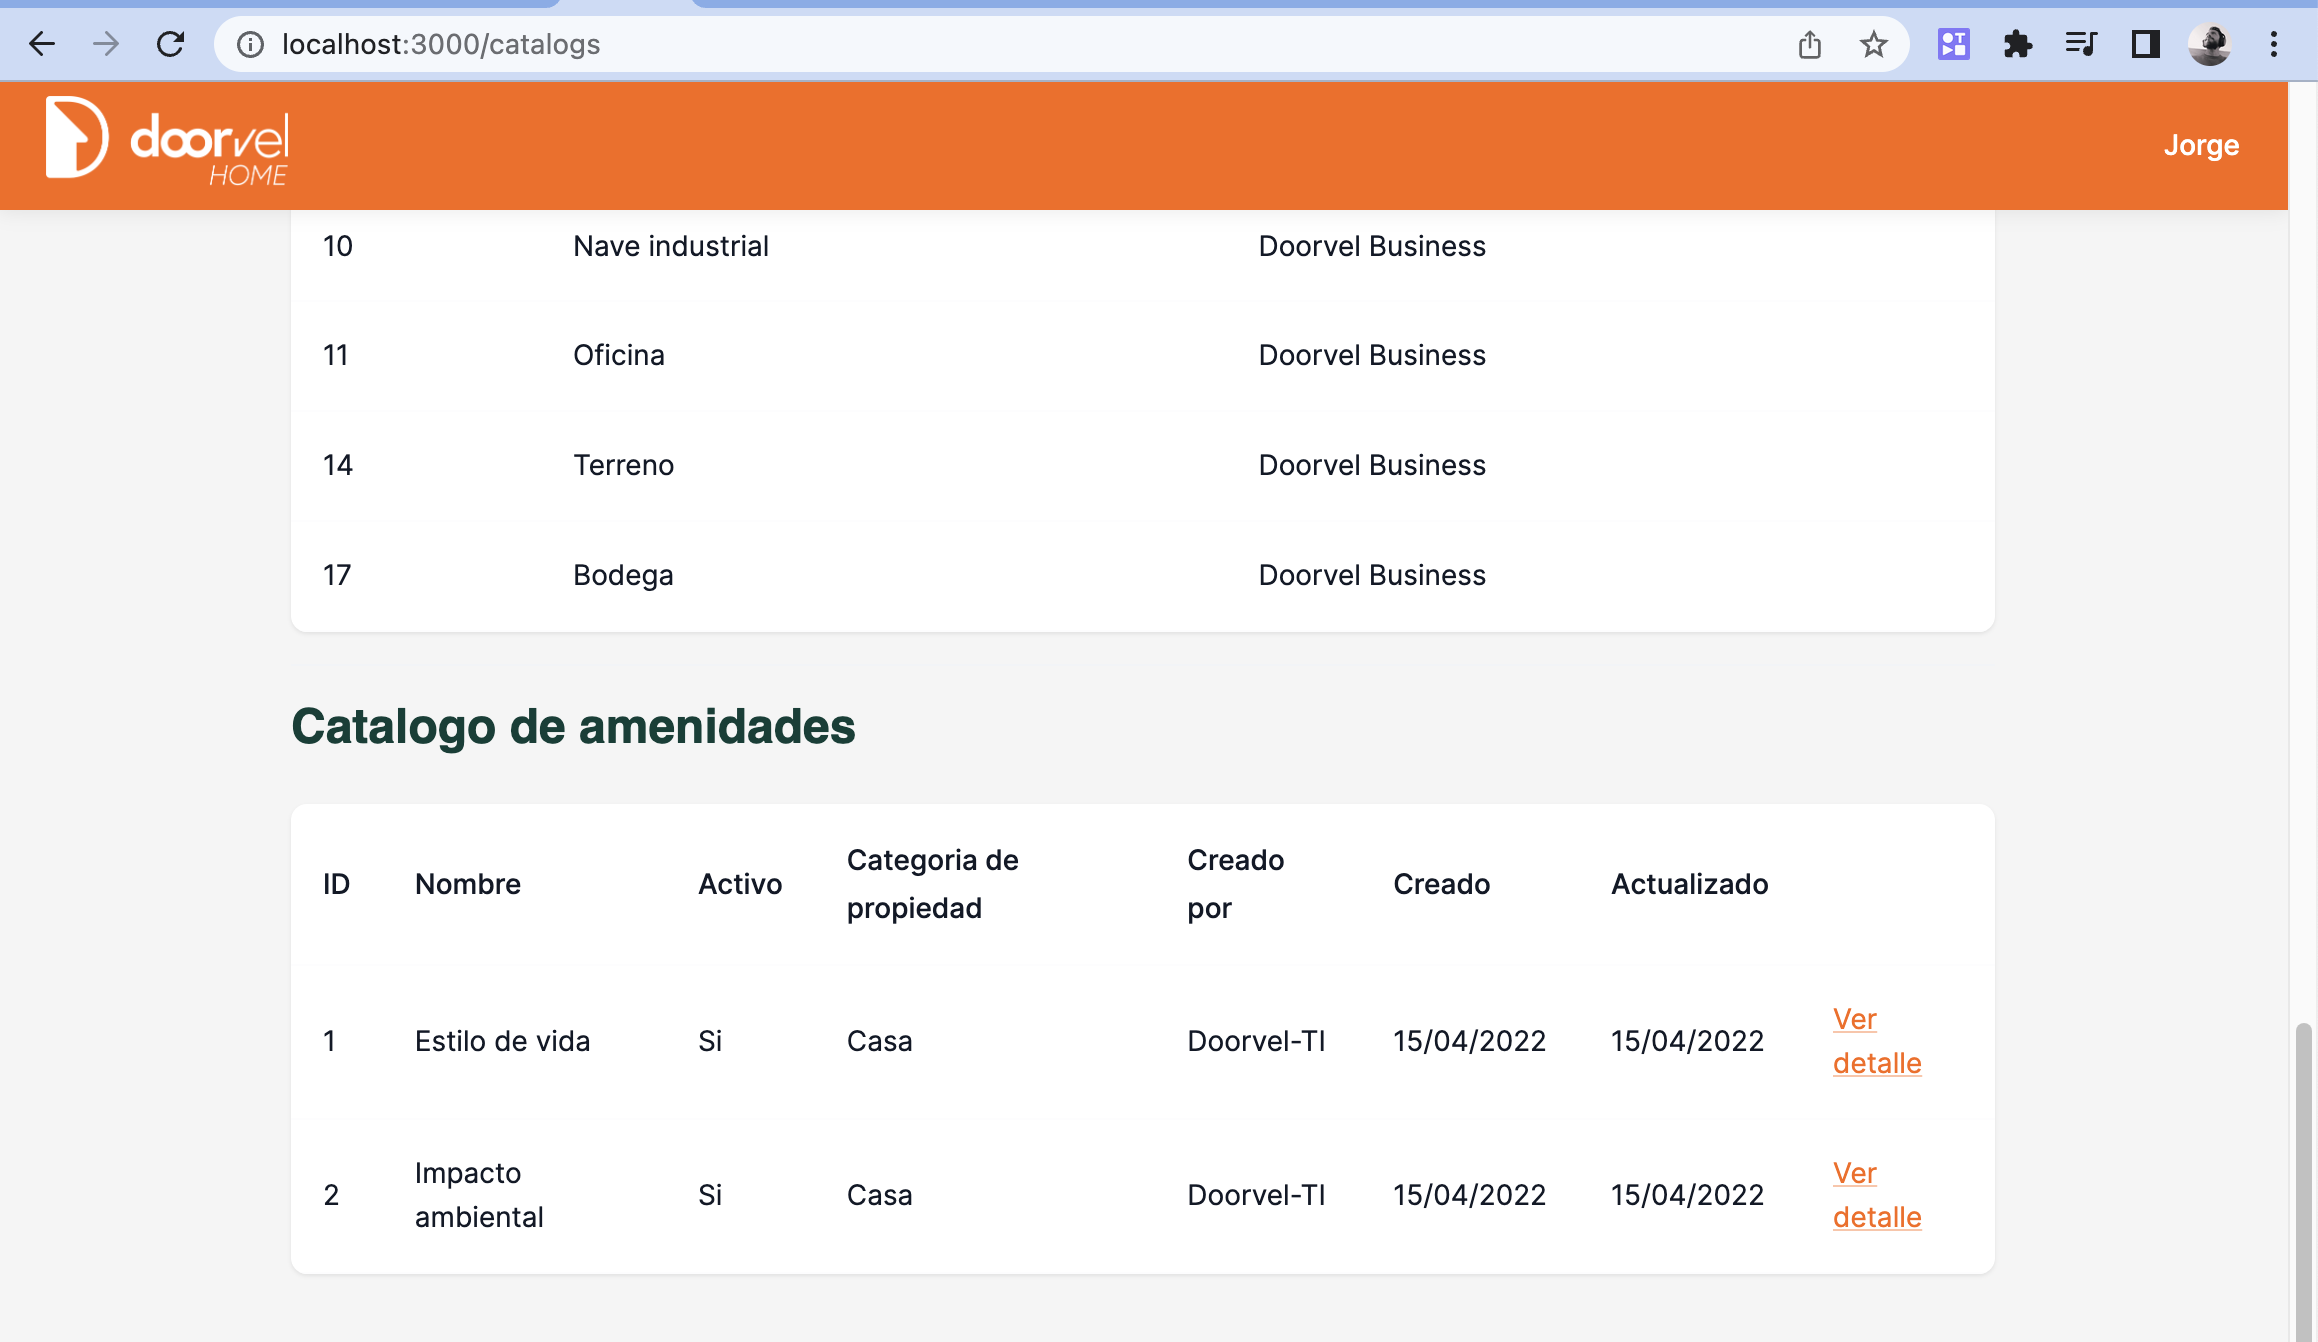 localhost:3000/catalogs
doorvel
HOME
Jorge
10 Nave industrial Doorvel Business
11 Oficina Doorvel Business
14 Terreno Doorvel Business
17 Bodega Doorvel Business
Catalogo de amenidades
ID Nombre Activo Categoria de propiedad Creado por Creado Actualizado
1 Estilo de vida Si Casa Doorvel-TI 15/04/2022 15/04/2022 Ver detalle
2 Impacto ambiental Si Casa Doorvel-TI 15/04/2022 15/04/2022 Ver detalle